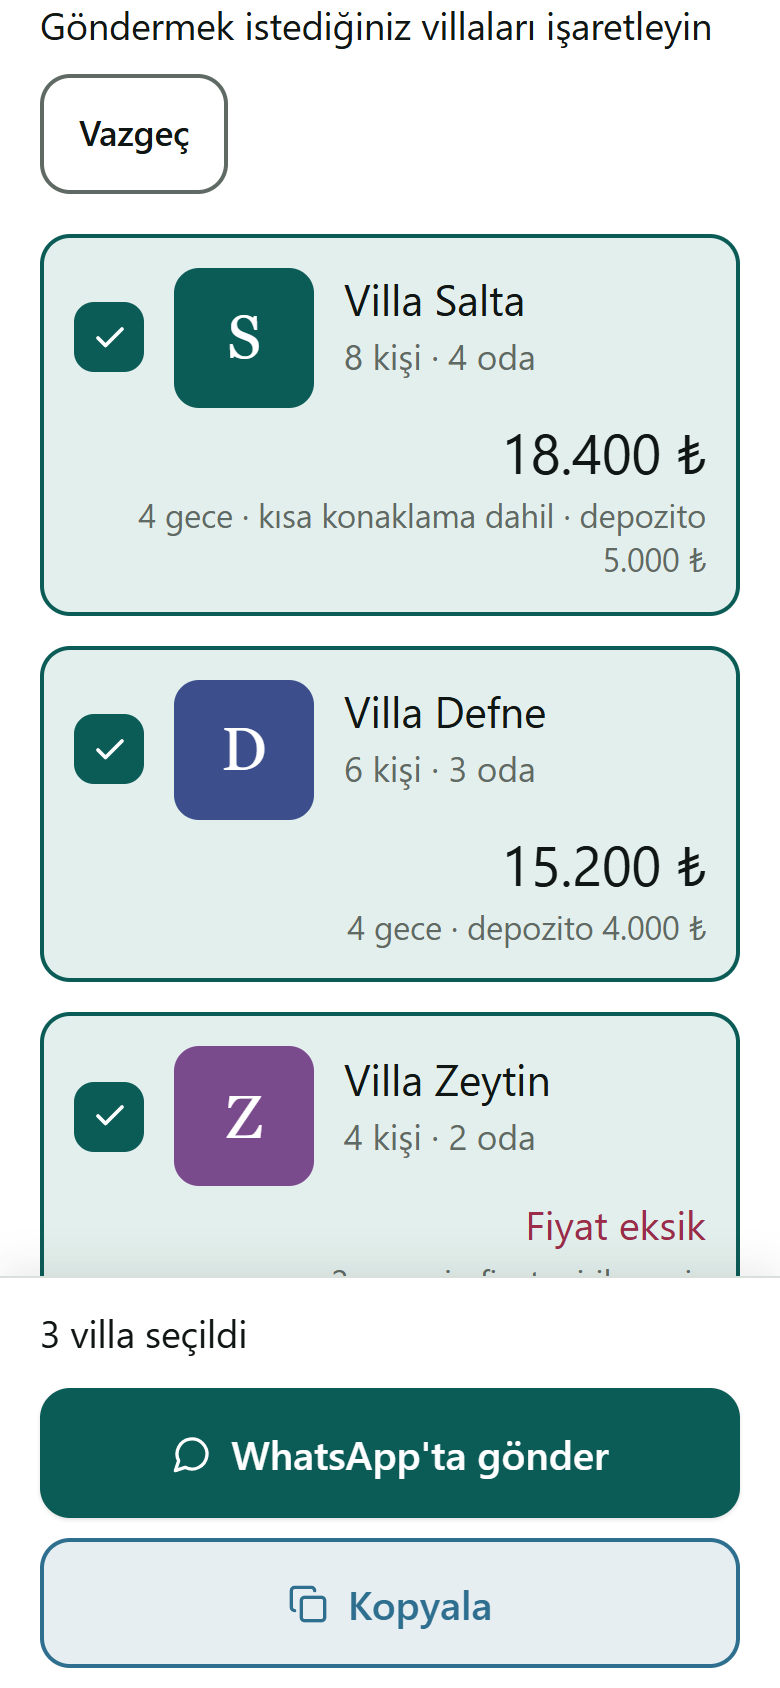 Göndermek istediğiniz villaları işaretleyin
Vazgeç
S
Villa Salta
8 kişi · 4 oda
18.400 ₺
4 gece · kısa konaklama dahil · depozito
5.000 ₺
D
Villa Defne
6 kişi · 3 oda
15.200 ₺
4 gece · depozito 4.000 ₺
Z
Villa Zeytin
4 kişi · 2 oda
Fiyat eksik
3 villa seçildi
WhatsApp'ta gönder
Kopyala